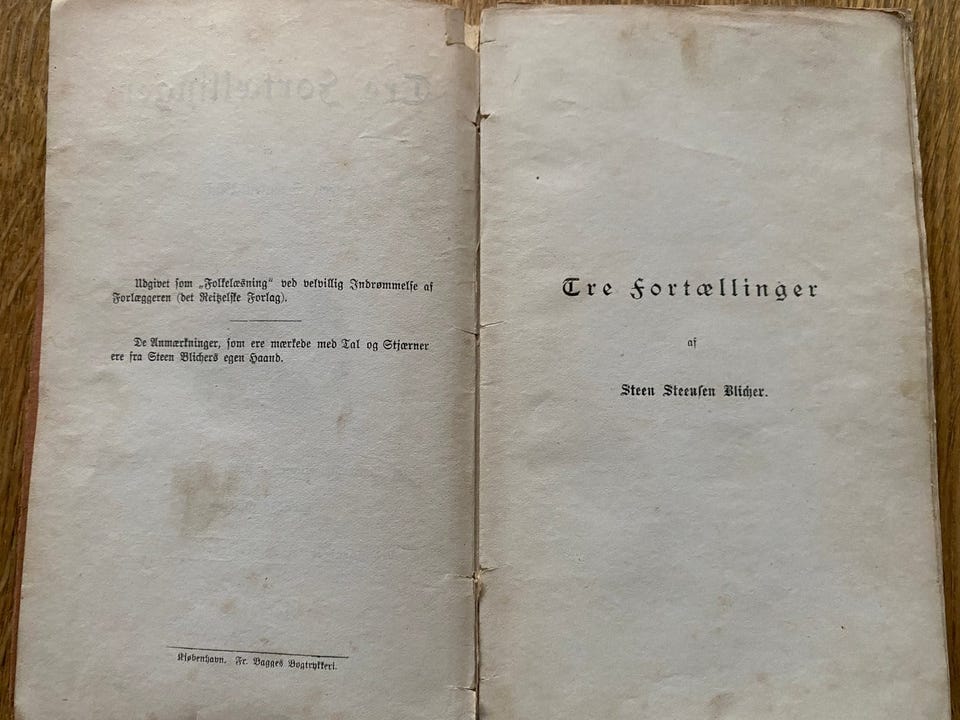 Udgivet som „Folkelæsning“ ved velvillig Indrømmelse af
Forlæggeren (det Reitzelske Forlag).
De Anmærkninger, som ere mærkede med Tal og Stjærner
ere fra Steen Blichers egen Haand.
Kjøbenhavn. Fr. Bagges Bogtrykkeri.
Tre Fortællinger
af
Steen Steensen Blicher.